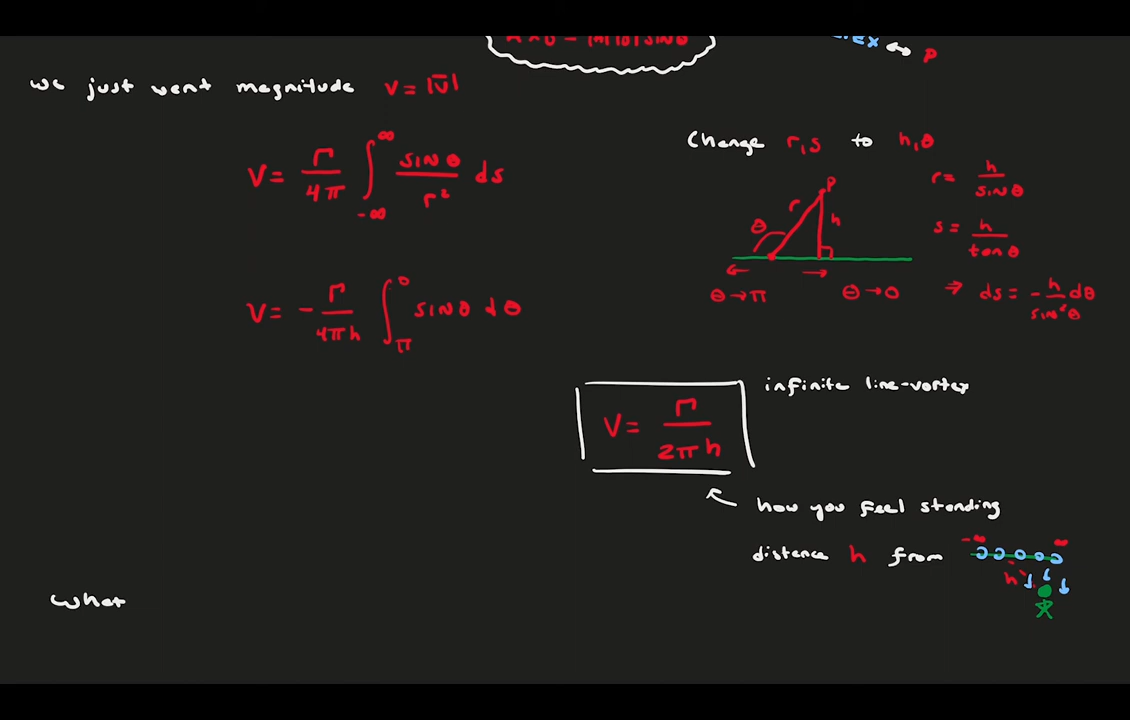 we just want magnitude V = |V̄|
V = Γ/4π ∫_{-∞}^{∞} sinθ/r² ds
V = - Γ/4πh ∫_π^0 sinθ dθ
↔ P
Change r,s to h,θ
P
r
h
θ
θ→π
θ→0
r = h/sinθ
s = h/tanθ
⇒ ds = - h/sin²θ dθ
V = Γ/2πh
infinite line-vortex
how you feel standing
distance h from
-∞ ∞
h
what